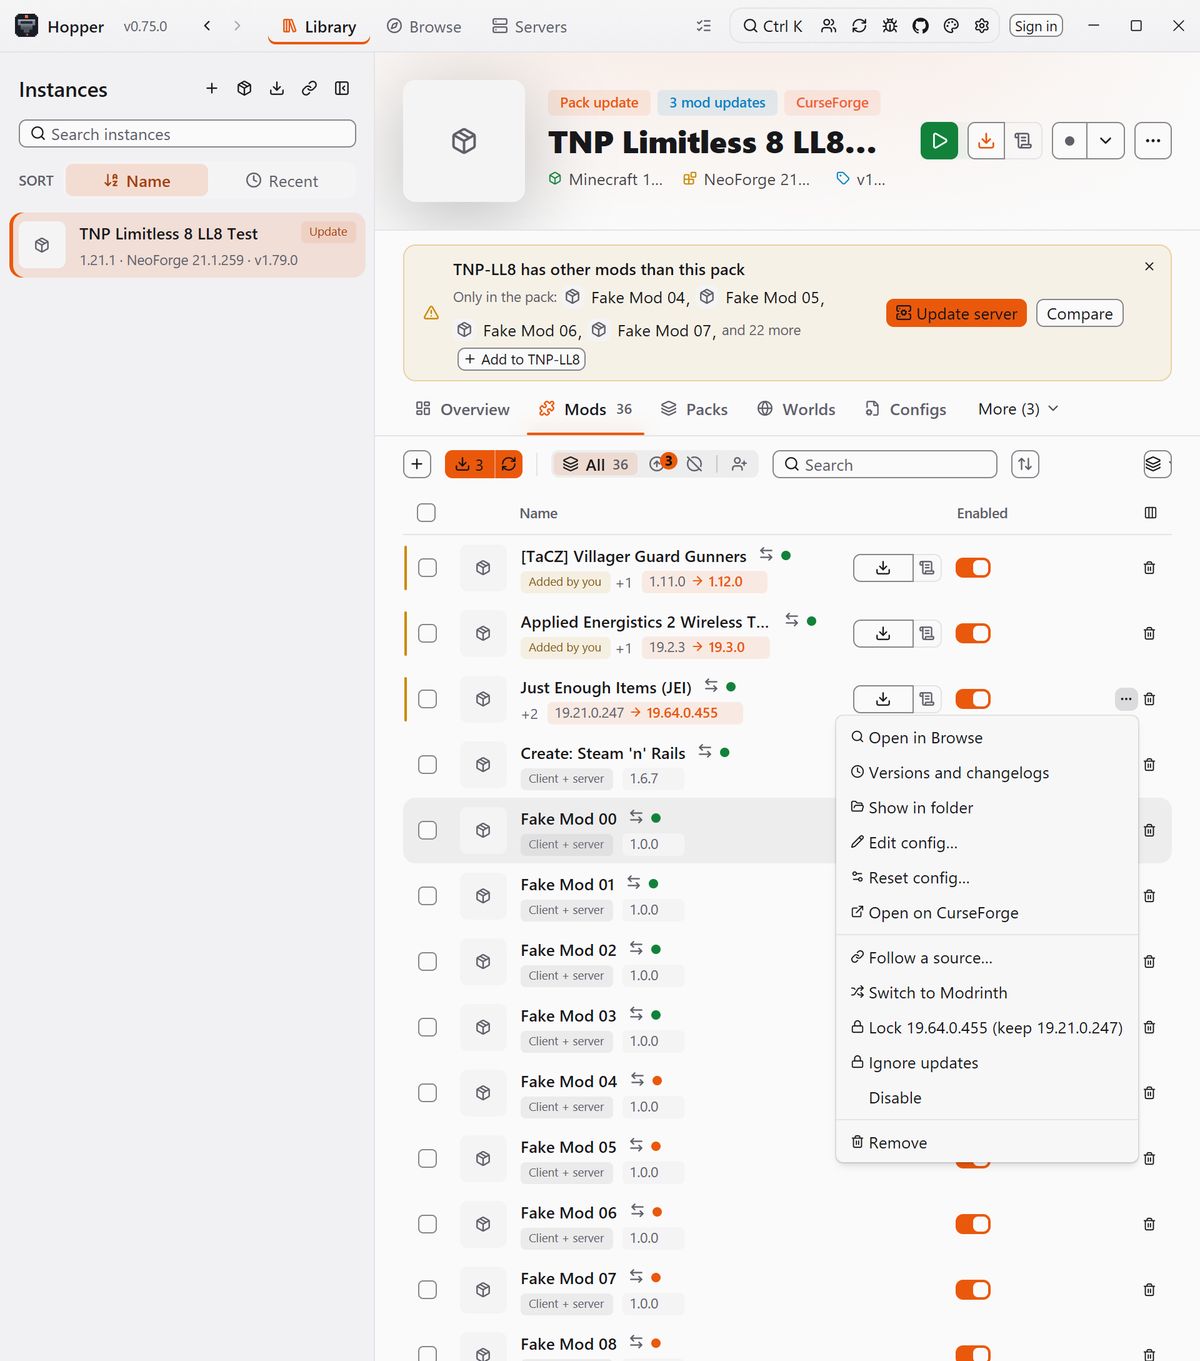 Hopper v0.75.0 Library Browse Servers Ctrl K Sign in
Instances
Search instances
SORT Name Recent
TNP Limitless 8 LL8 Test Update
1.21.1 · NeoForge 21.1.259 · v1.79.0
Pack update 3 mod updates CurseForge
TNP Limitless 8 LL8...
Minecraft 1... NeoForge 21... v1...
TNP-LL8 has other mods than this pack
Only in the pack: Fake Mod 04, Fake Mod 05,
Fake Mod 06, Fake Mod 07, and 22 more
+ Add to TNP-LL8
Update server Compare
Overview Mods 36 Packs Worlds Configs More (3)
3 All 36 3 Search
Name Enabled
[TaCZ] Villager Guard Gunners
Added by you +1 1.11.0 → 1.12.0
Applied Energistics 2 Wireless T...
Added by you +1 19.2.3 → 19.3.0
Just Enough Items (JEI)
+2 19.21.0.247 → 19.64.0.455
Create: Steam 'n' Rails
Client + server 1.6.7
Fake Mod 00
Client + server 1.0.0
Fake Mod 01
Client + server 1.0.0
Fake Mod 02
Client + server 1.0.0
Fake Mod 03
Client + server 1.0.0
Fake Mod 04
Client + server 1.0.0
Fake Mod 05
Client + server 1.0.0
Fake Mod 06
Client + server 1.0.0
Fake Mod 07
Client + server 1.0.0
Fake Mod 08
Open in Browse
Versions and changelogs
Show in folder
Edit config...
Reset config...
Open on CurseForge
Follow a source...
Switch to Modrinth
Lock 19.64.0.455 (keep 19.21.0.247)
Ignore updates
Disable
Remove